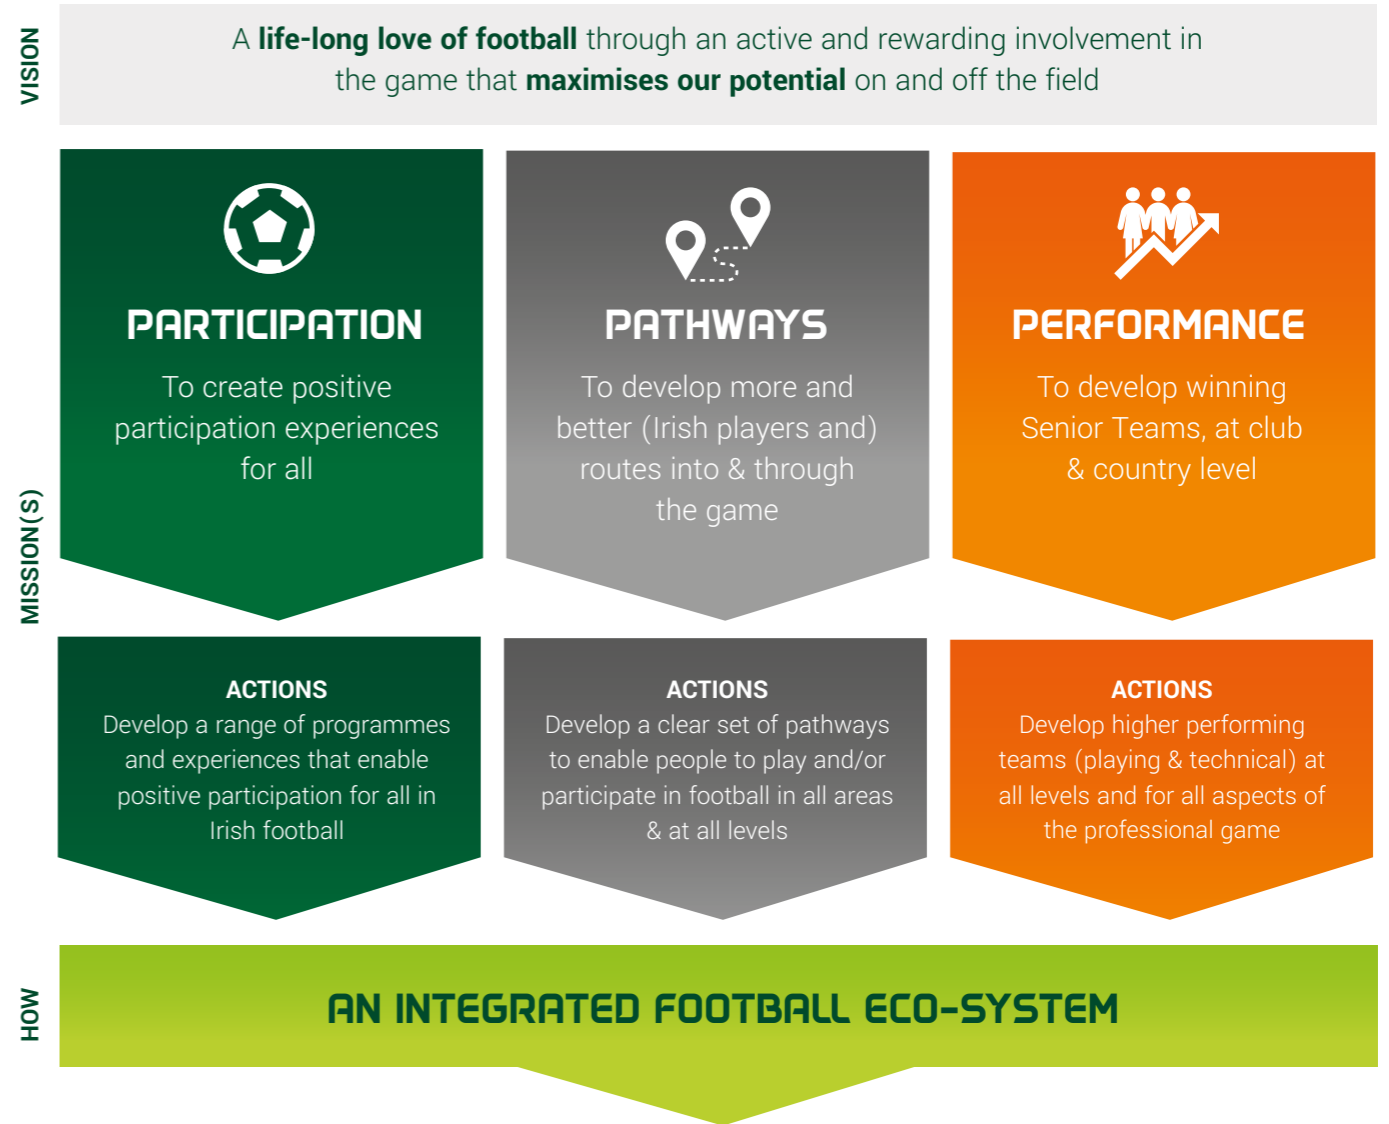 VISION
A life-long love of football through an active and rewarding involvement in
the game that maximises our potential on and off the field
MISSION(S)
PARTICIPATION
To create positive
participation experiences
for all
PATHWAYS
To develop more and
better (Irish players and)
routes into & through
the game
PERFORMANCE
To develop winning
Senior Teams, at club
& country level
ACTIONS
Develop a range of programmes
and experiences that enable
positive participation for all in
Irish football
ACTIONS
Develop a clear set of pathways
to enable people to play and/or
participate in football in all areas
& at all levels
ACTIONS
Develop higher performing
teams (playing & technical) at
all levels and for all aspects of
the professional game
HOW
AN INTEGRATED FOOTBALL ECO-SYSTEM